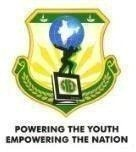 POWERING THE YOUTH
EMPOWERING THE NATION